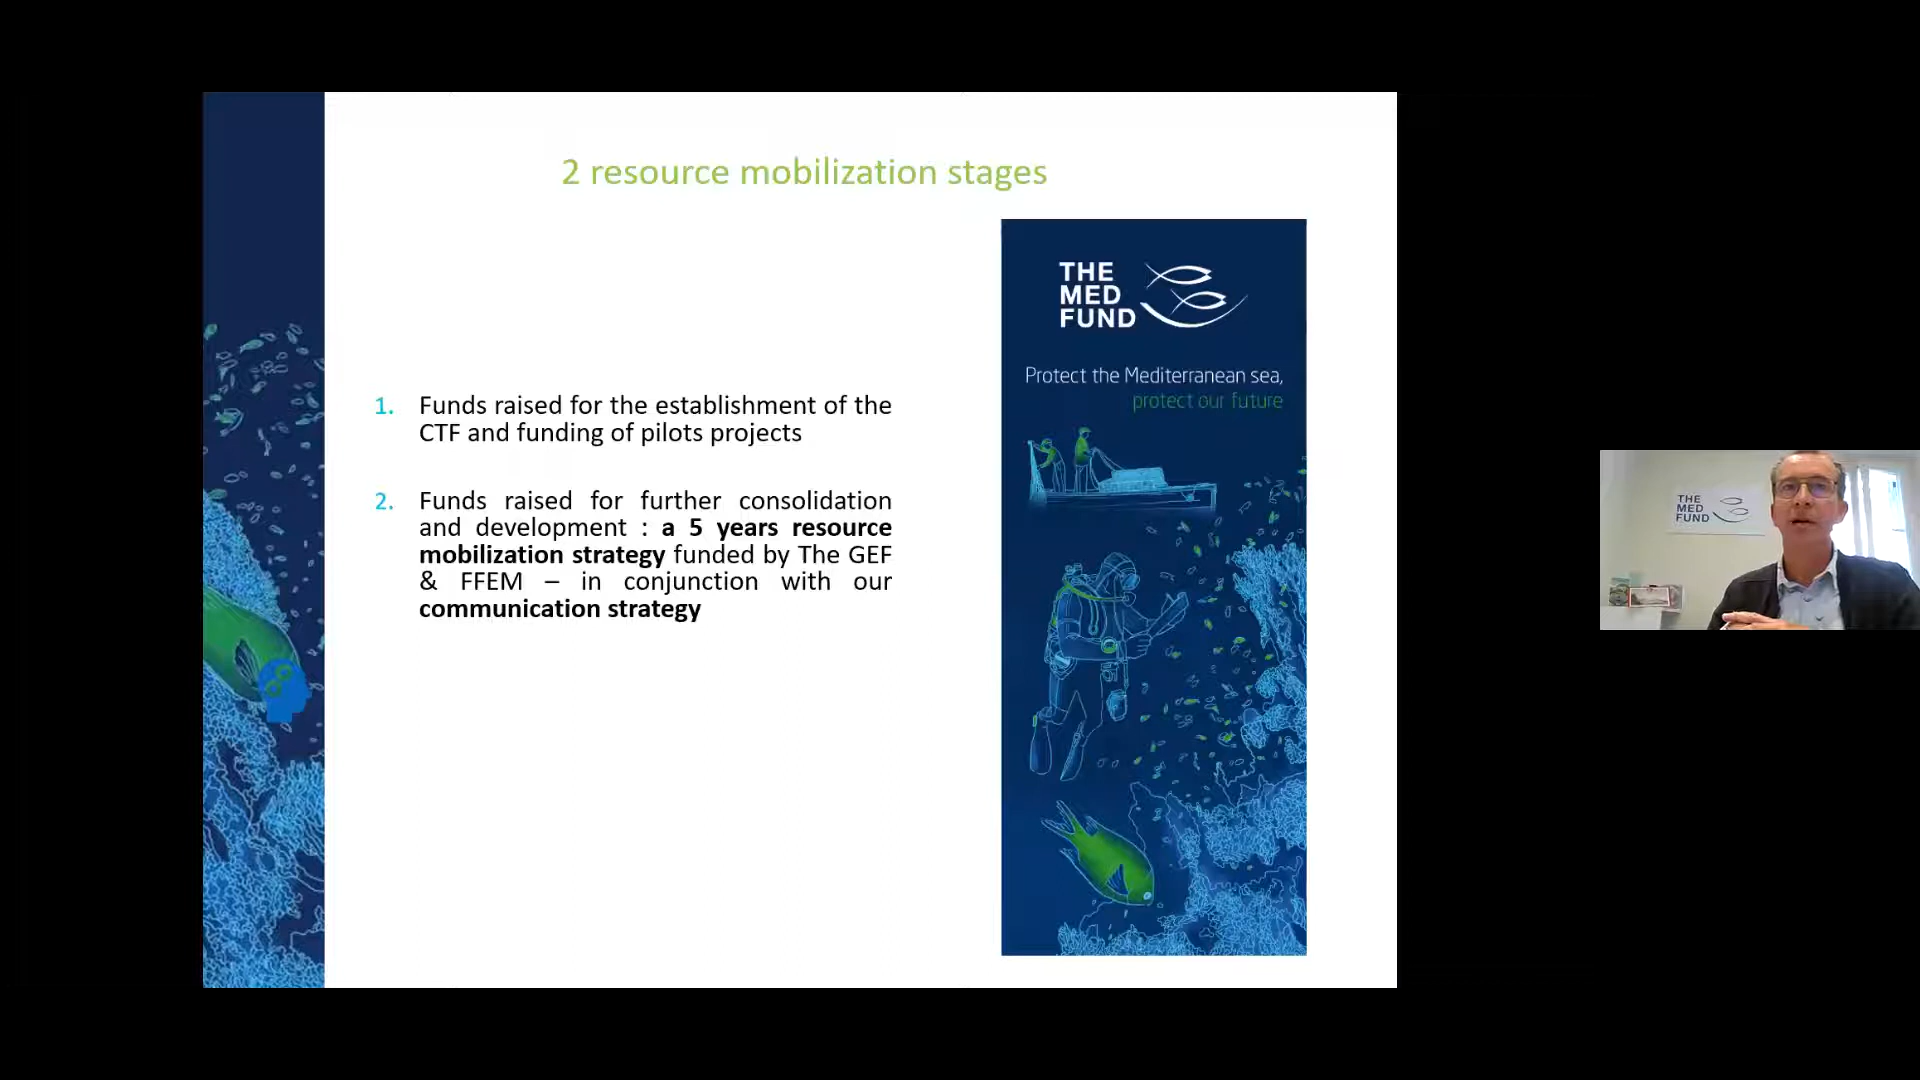 2 resource mobilization stages
1. Funds raised for the establishment of the
CTF and funding of pilots projects
2. Funds raised for further consolidation
and development : a 5 years resource
mobilization strategy funded by The GEF
& FFEM – in conjunction with our
communication strategy
THE
MED
FUND
Protect the Mediterranean sea,
protect our future
THE
MED
FUND